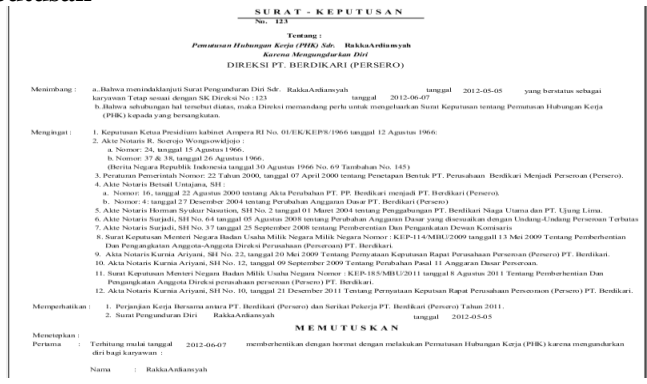 SURAT - KEPUTUSAN
No. 123
Tentang :
Pemutusan Hubungan Kerja (PHK) Sdr. RakkaArdiansyah
Karena Mengungdurkan Diri
DIREKSI PT. BERDIKARI (PERSERO)
Menimbang : a..Bahwa menindaklanjuti Surat Pengunduran Diri Sdr. RakkaArdiansyah tanggal 2012-05-05 yang berstatus sebagai
karyawan Tetap sesuai dengan SK Direksi No : 123 tanggal 2012-06-07
b..Bahwa sehubungan hal tersebut diatas, maka Direksi memandang perlu untuk mengeluarkan Surat Keputusan tentang Pemutusan Hubungan Kerja
(PHK) kepada yang bersangkutan.
Mengingat : 1. Keputusan Ketua Presidium kabinet Ampera RI No. 01/EK/KEP/8/1966 tanggal 12 Agustus 1966:
2. Akte Notaris R. Soerojo Wongsowidjojo :
a. Nomor: 24, tanggal 15 Agustus 1966.
b. Nomor: 37 & 38, tanggal 26 Agustus 1966.
(Berita Negara Republik Indonesia tanggal 30 Agustus 1966 No. 69 Tambahan No. 145)
3. Peraturan Pemerintah Nomor: 22 Tahun 2000, tanggal 07 April 2000 tentang Penetapan Bentuk PT. Perusahaan Berdikari Menjadi Perseroan (Persero).
4. Akte Notaris Betsail Untajana, SH :
a. Nomor: 16, tanggal 22 Agustus 2000 tentang Akta Perubahan PT. PP. Berdikari menjadi PT. Berdikari (Persero).
b. Nomor: 4: tanggal 27 Desember 2004 tentang Perubahan Anggaran Dasar PT. Berdikari (Persero)
5. Akte Notaris Horman Syukur Nasution, SH No. 2 tanggal 01 Maret 2004 tentang Penggabungan PT. Berdikari Niaga Utama dan PT. Ujung Lima.
6. Akte Notaris Surjadi, SH No. 64 tanggal 05 Agustus 2008 tentang Perubahan Anggaran Dasar yang disesuaikan dengan Undang-Undang Perseroan Terbatas
7. Akte Notaris Surjadi, SH No. 37 tanggal 25 September 2008 tentang Pemberentian Dan Pengankatan Dewan Komisaris
8. Surat Keputusan Menteri Negara Badan Usaha Milik Negara Milik Negara Nomor : KEP-114/MBU/2009 tanggall 13 Mei 2009 Tentang Pemberhentian
Dan Pengangkatan Anggota-Anggota Direksi Perusahaan (Perseroan) PT. Berdikari.
9. Akta Notaris Kurnia Ariyani, SH No. 22, tanggal 20 Mei 2009 Tentang Pernyataan Keputusan Rapat Perusahaan Perseroan (Persero) PT. Berdikari.
10. Akta Notaris Kurnia Ariyani, SH No. 12, tanggal 09 September 2009 Tentang Perubahan Pasal 11 Anggaran Dasar Perseroan.
11. Surat Keputusan Menteri Negara Badan Milik Usaha Negara Nomor : KEP-185/MBU/2011 tanggal 8 Agustus 2011 Tentang Pemberhentian Dan
Pengangkatan Anggota Direksi perusahaan perseroan (Persero) PT. Berdikari.
12. Akta Notaris Kurnia Ariyani, SH No. 10, tanggal 21 Desember 2011 Tentang Pernyataan Keputsan Rapat Perusahaan Perseonson (Persero) PT. Berdikari.
Memperhatikan : 1. Perjanjian Kerja Bersama antara PT. Berdikari (Persero) dan Serikat Pekerja PT. Berdikari (Persero) Tahun 2011.
2. Surat Pengunduran Diri RakkaArdiansyah tanggal 2012-05-05
MEMUTUSKAN
Menetepkan :
Pertama : Terhitung mulai tanggal 2012-06-07 memberhentikan dengan hormat dengan melakukan Pemutusan Hubungan Kerja (PHK) karena mengundurkan
diri bagi karyawan :
Nama : RakkaArdiansyah